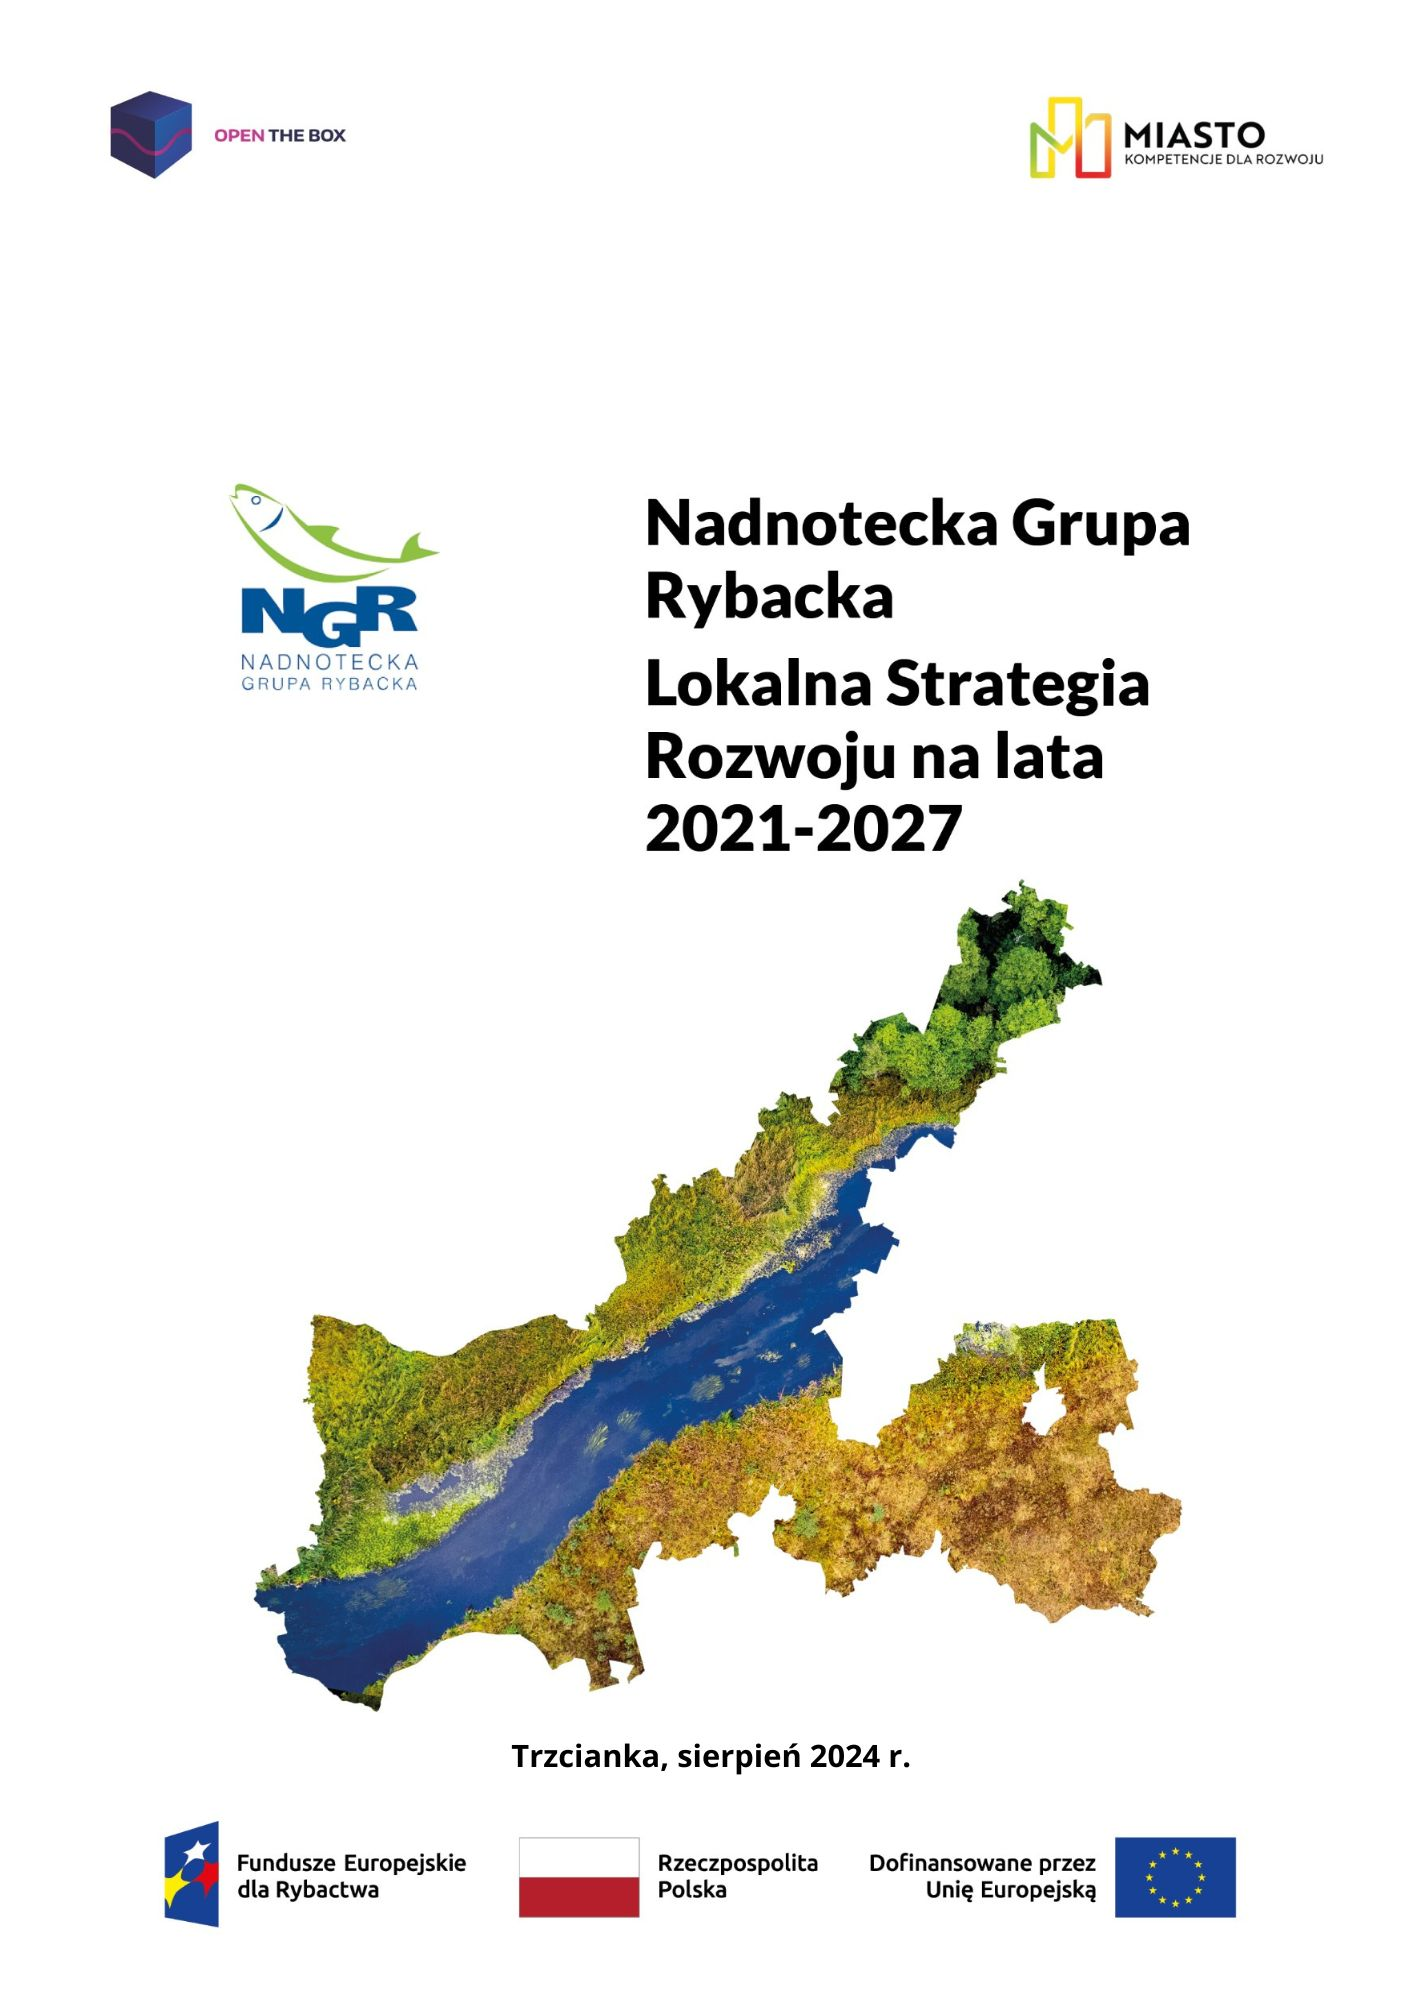 OPEN THE BOX
MIASTO
KOMPETENCJE DLA ROZWOJU
NGR
NADNOTECKA
GRUPA RYBACKA
Nadnotecka Grupa
Rybacka
Lokalna Strategia
Rozwoju na lata
2021-2027
Trzcianka, sierpień 2024 r.
Fundusze Europejskie
dla Rybactwa
Rzeczpospolita
Polska
Dofinansowane przez
Unię Europejską